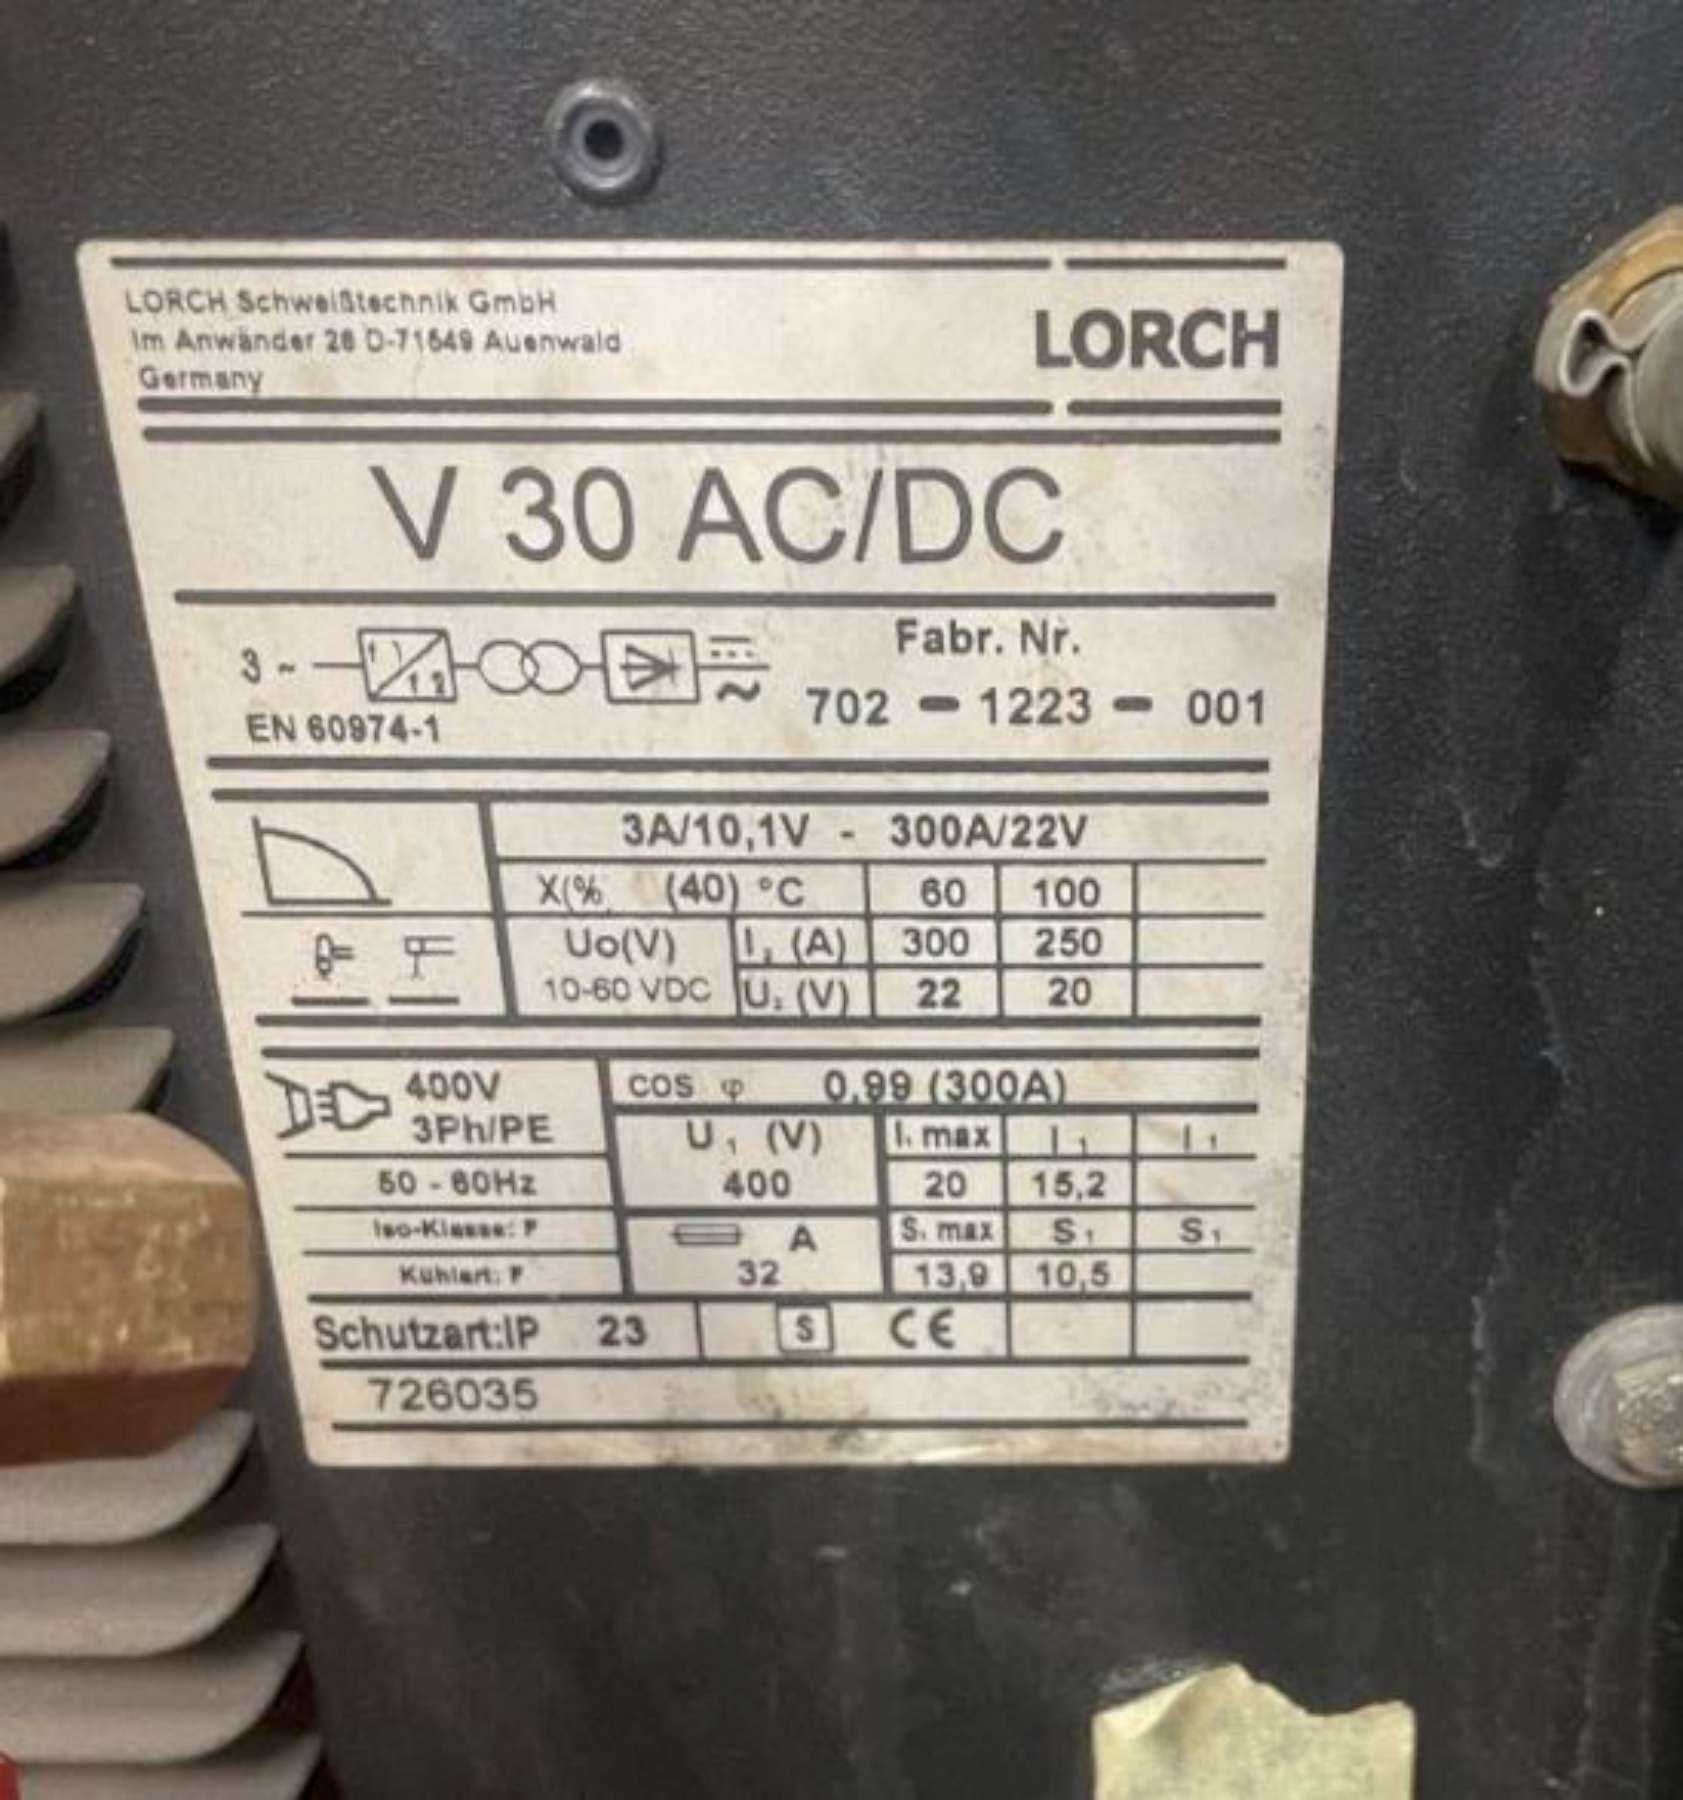 LORCH Schweißtechnik GmbH
Im Anwänder 28 D-71549 Auenwald
Germany
LORCH
V 30 AC/DC
3 ~
EN 60974-1
Fabr. Nr.
702 - 1223 - 001
3A/10,1V - 300A/22V
X(% (40) °C 60 100
Uo(V) I₂ (A) 300 250
10-60 VDC U₂ (V) 22 20
400V
3Ph/PE
cos φ 0,99 (300A)
U₁ (V) I₁ max I₁ I₁
50 - 60Hz 400 20 15,2
Iso-Klasse: F A S₁ max S₁ S₁
Kühlart: F 32 13,9 10,5
Schutzart:IP 23 S CE
726035